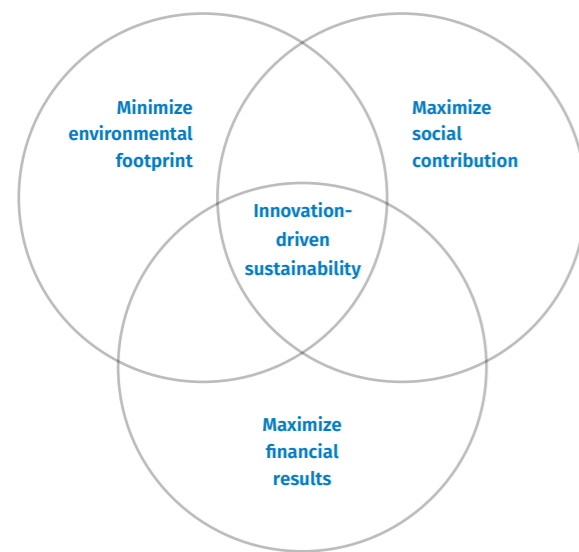 Minimize
environmental
footprint
Maximize
social
contribution
Innovation-
driven
sustainability
Maximize
financial
results